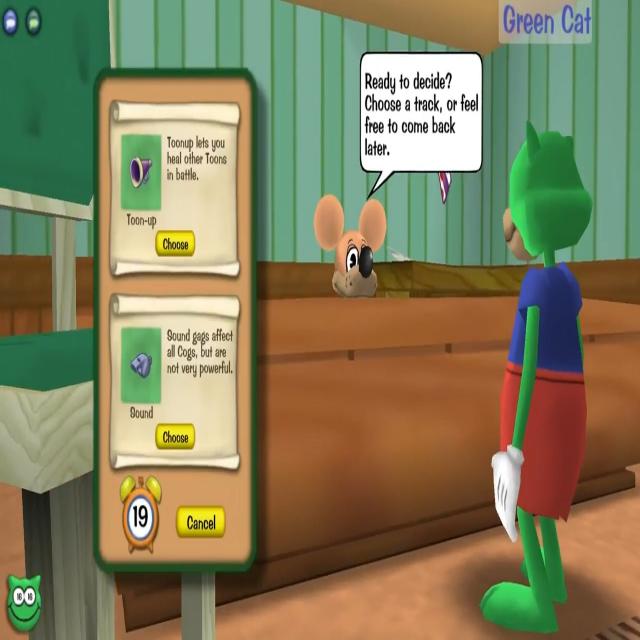 Green Cat
Ready to decide?
Choose a track, or feel
free to come back
later.
Toonup lets you
heal other Toons
in battle.
Toon-up
Choose
Sound gags affect
all Cogs, but are
not very powerful.
Sound
Choose
19
Cancel
16 16